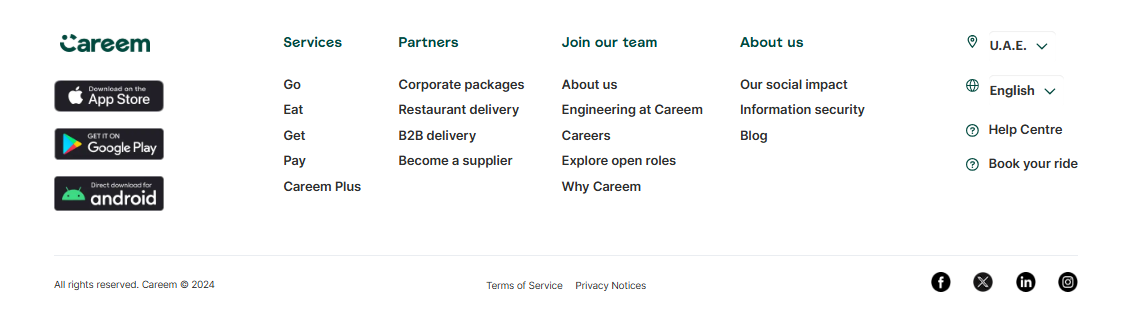 Careem
Download on the
App Store
GET IT ON
Google Play
Direct download for
android
Services
Go
Eat
Get
Pay
Careem Plus
Partners
Corporate packages
Restaurant delivery
B2B delivery
Become a supplier
Join our team
About us
Engineering at Careem
Careers
Explore open roles
Why Careem
About us
Our social impact
Information security
Blog
U.A.E.
English
Help Centre
Book your ride
All rights reserved. Careem © 2024
Terms of Service
Privacy Notices